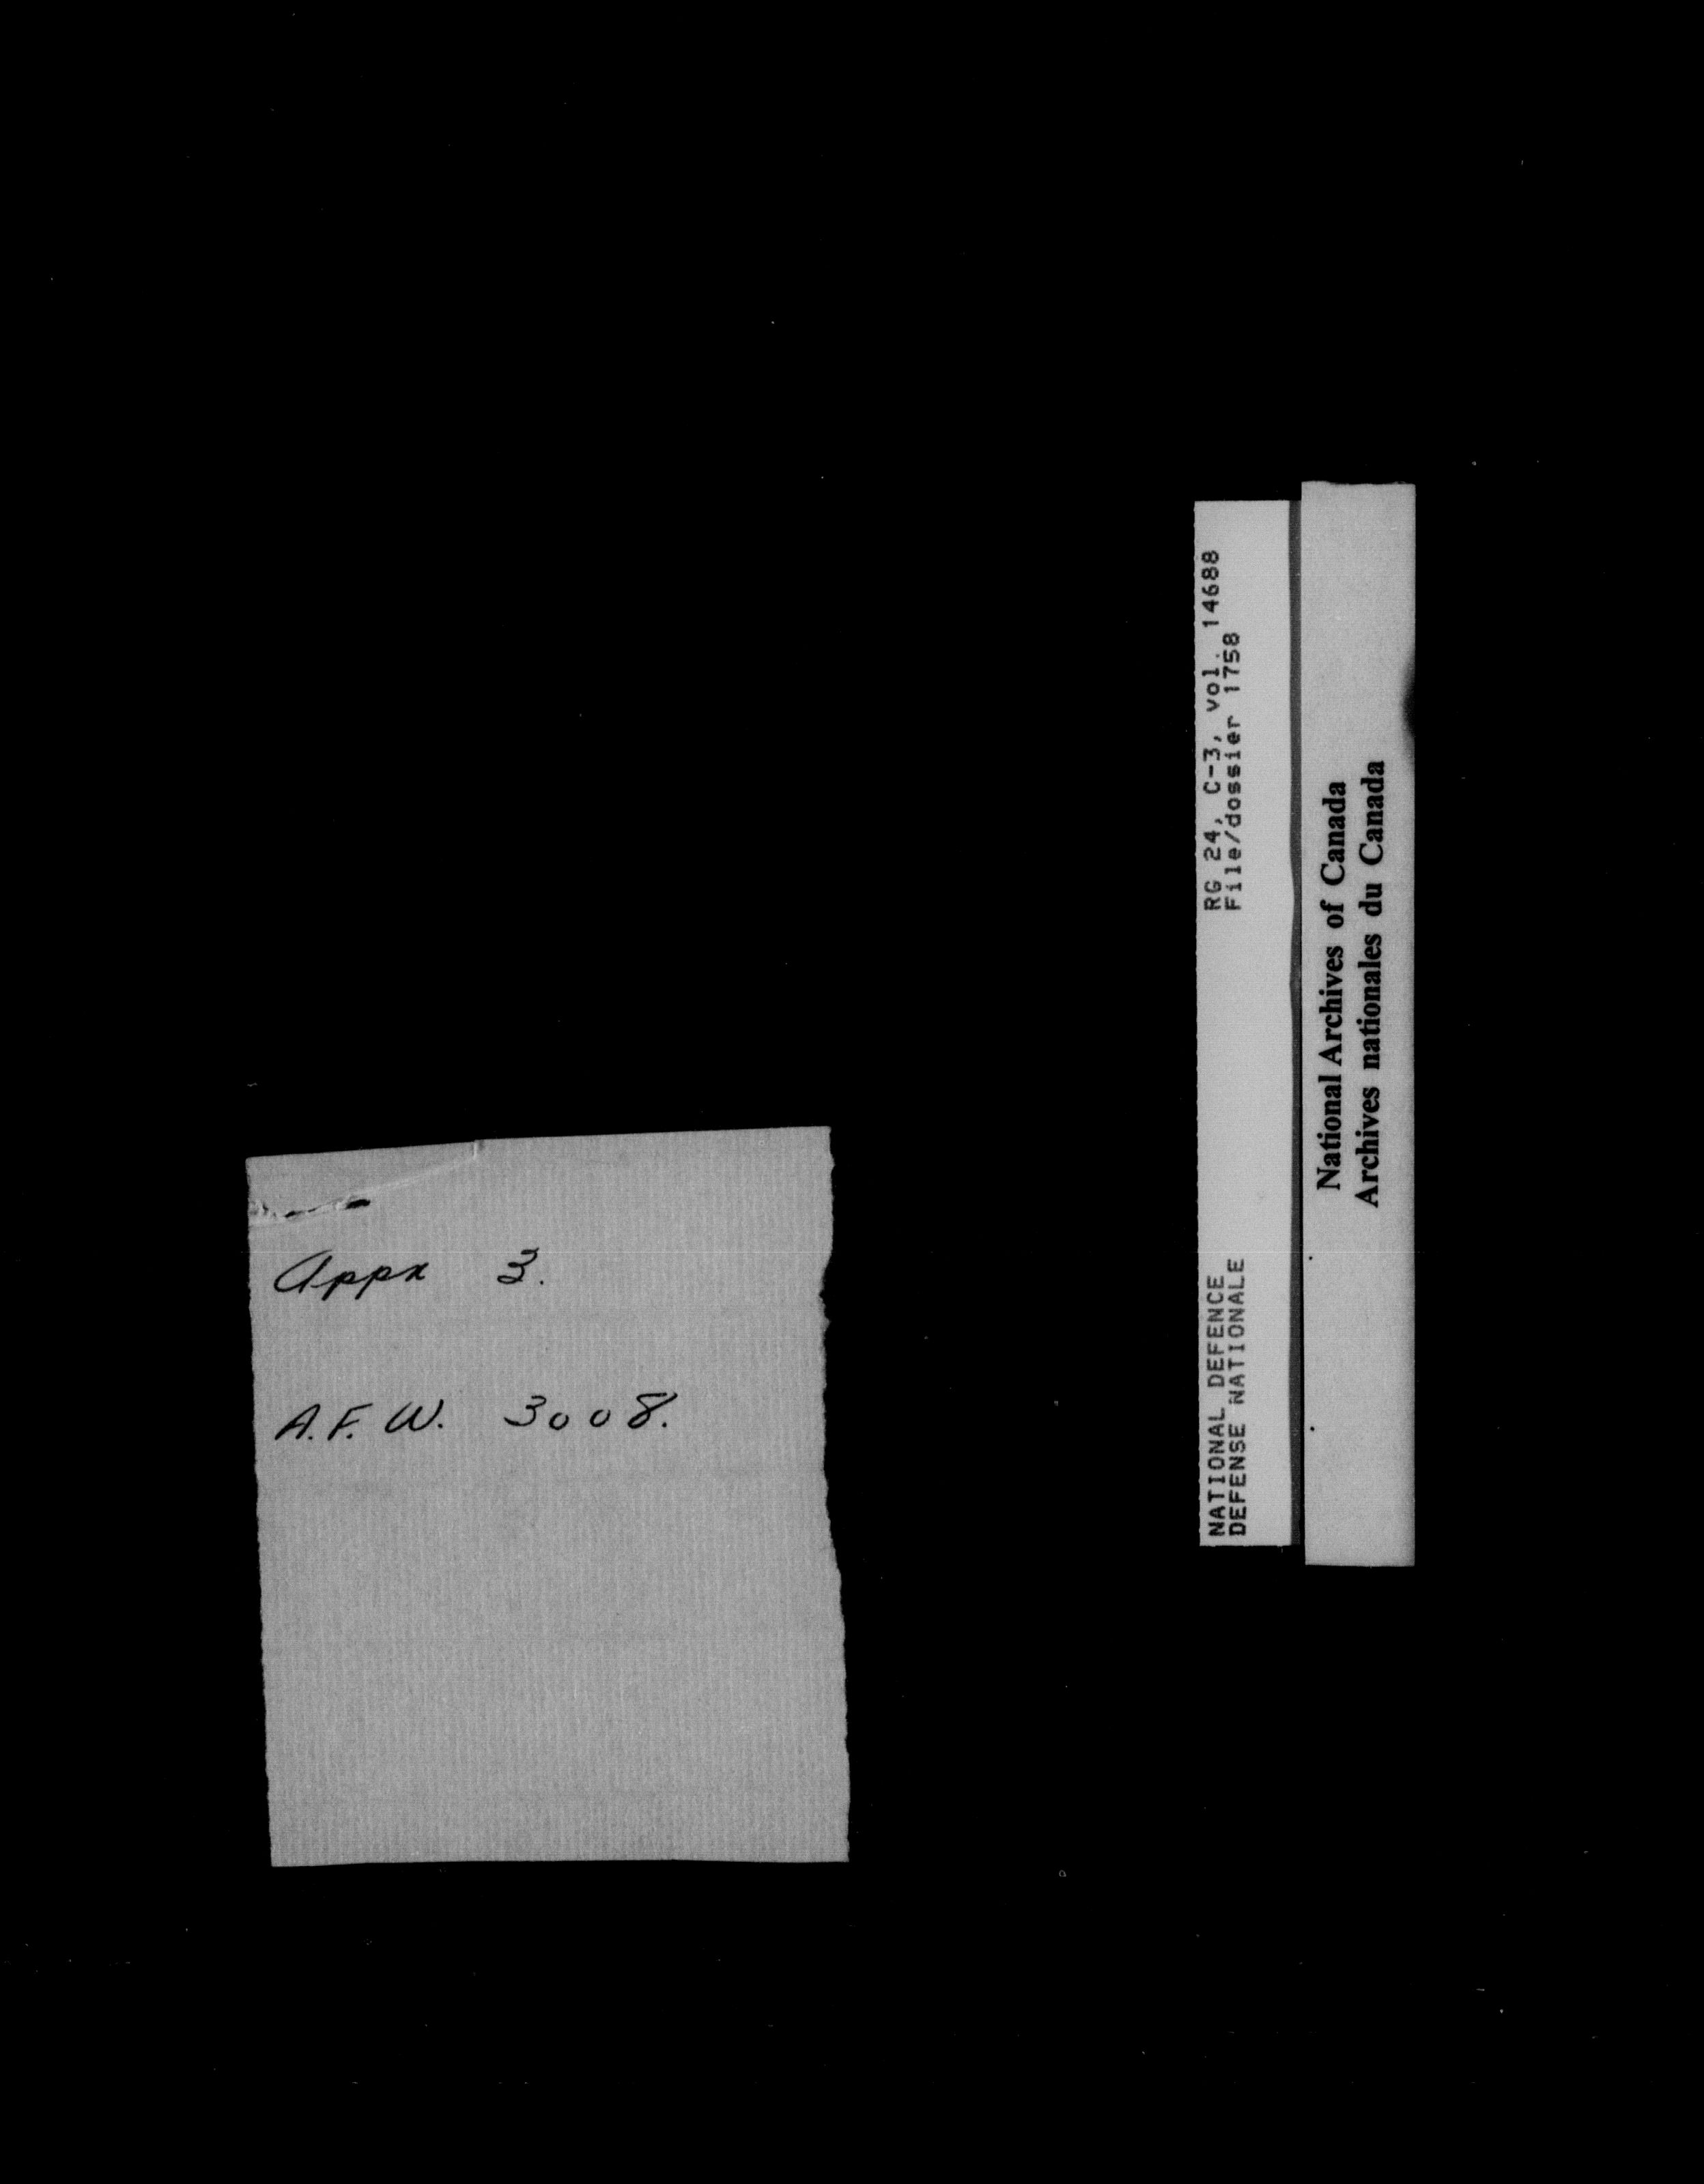 Appx 3.
A.F.W. 3008.
NATIONAL DEFENCE RG 24, C-3, vol. 14688
DEFENSE NATIONALE File/dossier 1758
National Archives of Canada
Archives nationales du Canada